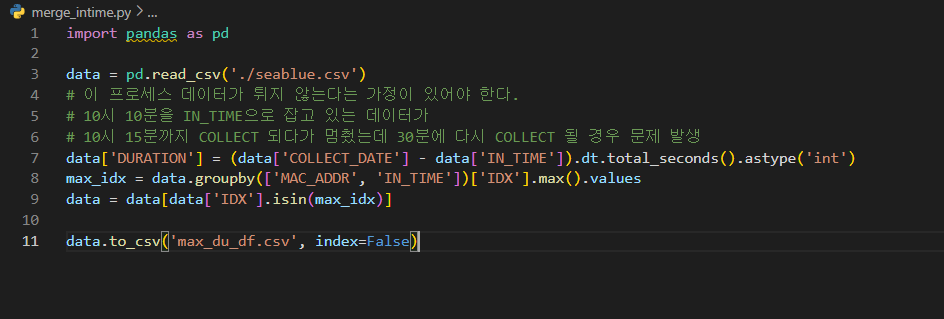 merge_intime.py > ...
1 import pandas as pd
2
3 data = pd.read_csv('./seablue.csv')
4 # 이 프로세스 데이터가 튀지 않는다는 가정이 있어야 한다.
5 # 10시 10분을 IN_TIME으로 잡고 있는 데이터가
6 # 10시 15분까지 COLLECT 되다가 멈췄는데 30분에 다시 COLLECT 될 경우 문제 발생
7 data['DURATION'] = (data['COLLECT_DATE'] - data['IN_TIME']).dt.total_seconds().astype('int')
8 max_idx = data.groupby(['MAC_ADDR', 'IN_TIME'])['IDX'].max().values
9 data = data[data['IDX'].isin(max_idx)]
10
11 data.to_csv('max_du_df.csv', index=False)